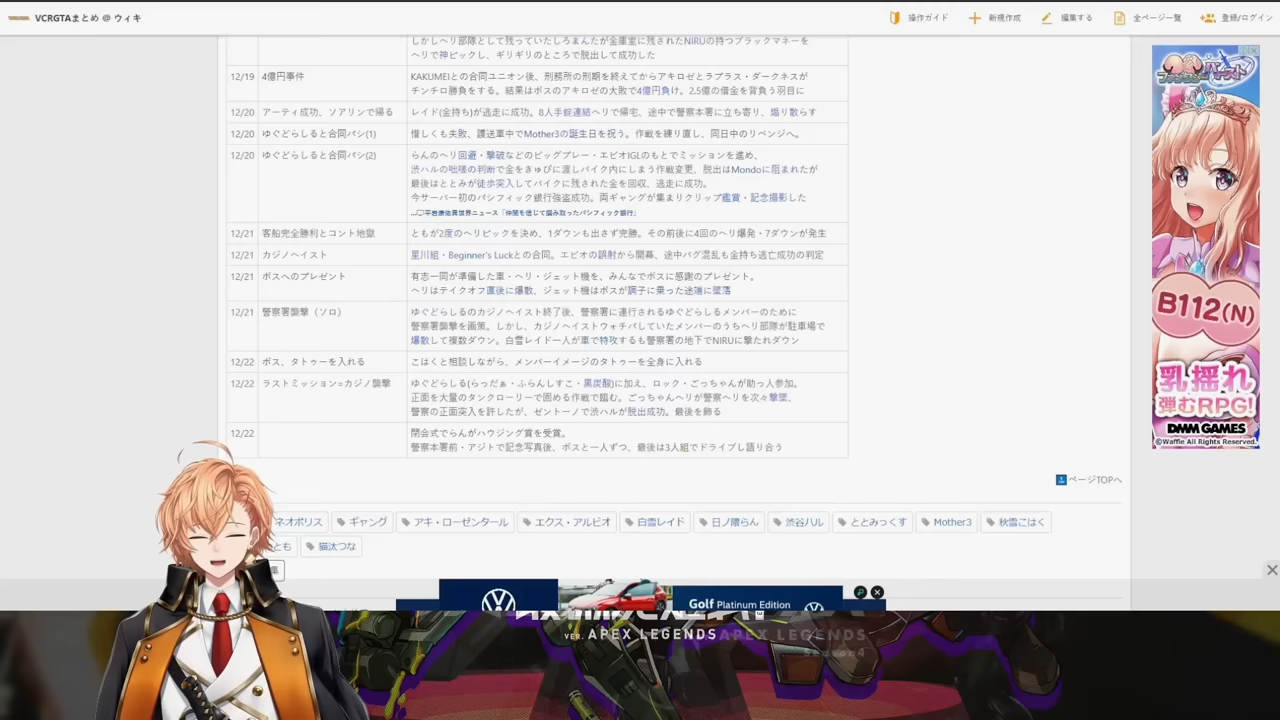 VCRGTAまとめ @ ウィキ
操作ガイド
新規作成
編集する
全ページ一覧
登録/ログイン
しかしヘリ部隊として残っていたしろまんたが金庫室に残されたNIRUの持つブラックマネーを
ヘリで神ピックし、ギリギリのところで脱出して成功した
12/19 4億円事件 KAKUMEIとの合同ユニオン後、刑務所の刑期を終えてからアキロゼとラプラス・ダークネスが
チンチロ勝負をする。結果はボスのアキロゼの大敗で4億円負け。2.5億の借金を背負う羽目に
12/20 アーティ成功、ソアリンで帰る レイド(金持ち)が逃走に成功。8人手錠連結ヘリで帰宅、途中で警察本署に立ち寄り、煽り散らす
12/20 ゆぐどらしると合同パシ(1) 惜しくも失敗、護送車中でMother3の誕生日を祝う。作戦を練り直し、同日中のリベンジへ。
12/20 ゆぐどらしると合同パシ(2) らんのヘリ回避・撃破などのビッグプレー・エビオIGLのもとでミッションを進め、
渋ハルの咄嗟の判断で金をきゅぴに渡しバイク内にしまう作戦変更、脱出はMondoに阻まれたが
最後はととみが徒歩突入してバイクに残された金を回収、逃走に成功。
今サーバー初のパシフィック銀行強盗成功。両ギャングが集まりクリップ鑑賞・記念撮影した
平岩康佑異世界ニュース「仲間を信じて掴み取ったパシフィック銀行」
12/21 客船完全勝利とコント地獄 ともが2度のヘリピックを決め、1ダウンも出さず完勝。その前後に4回のヘリ爆発・7ダウンが発生
12/21 カジノヘイスト 星川組・Beginner's Luckとの合同。エビオの誤射から開幕、途中バグ混乱も金持ち逃亡成功の判定
12/21 ボスへのプレゼント 有志一同が準備した車・ヘリ・ジェット機を、みんなでボスに感謝のプレゼント。
ヘリはテイクオフ直後に爆散、ジェット機はボスが調子に乗った途端に墜落
12/21 警察署襲撃（ソロ） ゆぐどらしるのカジノヘイスト終了後、警察署に連行されるゆぐどらしるメンバーのために
警察署襲撃を画策。しかし、カジノヘイストウォチパしていたメンバーのうちヘリ部隊が駐車場で
爆散して複数ダウン。白雪レイド一人が車で特攻するも警察署の地下でNIRUに撃たれダウン
12/22 ボス、タトゥーを入れる こはくと相談しながら、メンバーイメージのタトゥーを全身に入れる
12/22 ラストミッション=カジノ襲撃 ゆぐどらしる(らっだぁ・ふらんしすこ・黒炭酸)に加え、ロック・ごっちゃんが助っ人参加。
正面を大量のタンクローリーで固める作戦で臨む。ごっちゃんヘリが警察ヘリを次々撃墜、
警察の正面突入を許したが、ゼントーノで渋ハルが脱出成功。最後を飾る
12/22 閉会式でらんがハウジング賞を受賞。
警察本署前・アジトで記念写真後、ボスと一人ずつ、最後は3人組でドライブし語り合う
ページTOPへ
ネオポリス
ギャング
アキ・ローゼンタール
エクス・アルビオ
白雪レイド
日ノ隈らん
渋谷ハル
ととみっくす
Mother3
秋雪こはく
とも
猫汰つな
集
Golf Platinum Edition
VER. APEX LEGENDS
APEX LEGENDS
Season4
B112(N)
乳揺れ
弾むRPG!
DMM GAMES
©Waffle All Rights Reserved.